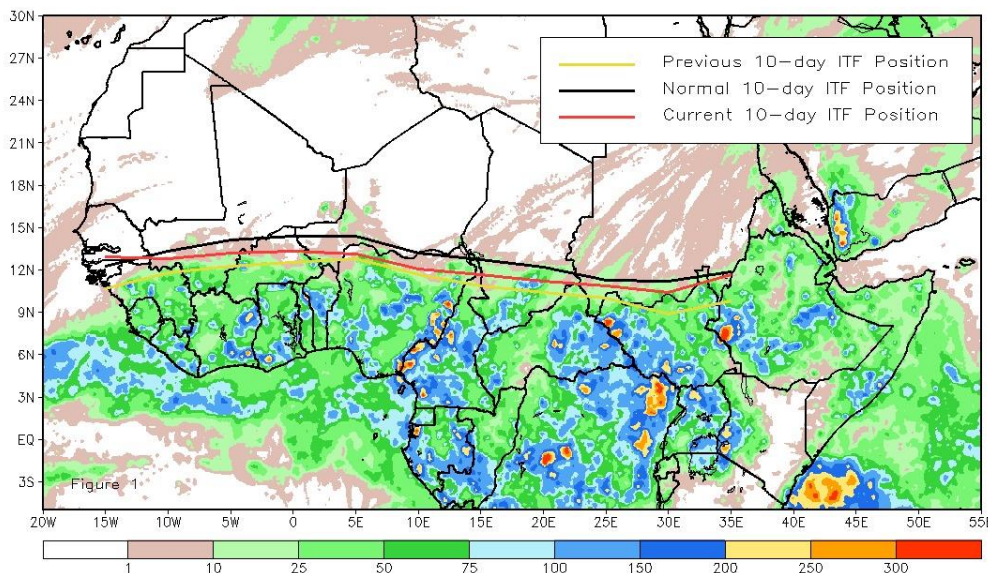 30N
27N
24N
21N
18N
15N
12N
9N
6N
3N
EQ
3S
Previous 10-day ITF Position
Normal 10-day ITF Position
Current 10-day ITF Position
Figure 1
20W 15W 10W 5W 0 5E 10E 15E 20E 25E 30E 35E 40E 45E 50E 55E
1 10 25 50 75 100 150 200 250 300